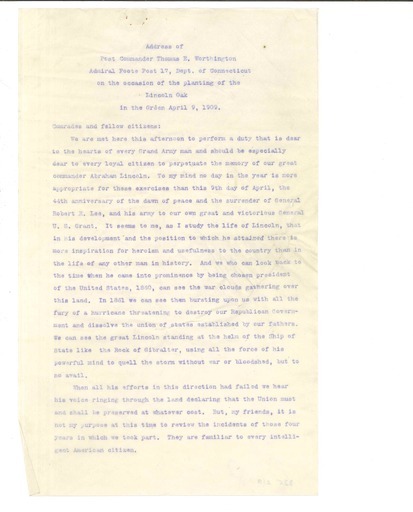 Address of
Past Commander Thomas R. Worthington
Admiral Foote Post 17, Dept. of Connecticut
on the occasion of the planting of the
Lincoln Oak
in the Green April 9, 1909.
Comrades and fellow citizens:
We are met here this afternoon to perform a duty that is dear
to the hearts of every Grand Army man and should be especially
dear to every loyal citizen to perpetuate the memory of our great
commander Abraham Lincoln. To my mind no day in the year is more
appropriate for these exercises than this 9th day of April, the
44th anniversary of the dawn of peace and the surrender of General
Robert E. Lee, and his army to our own great and victorious General
U. S. Grant. It seems to me, as I study the life of Lincoln, that
in his development and the position to which he attained there is
more inspiration for heroism and usefulness to the country than in
the life of any other man in history. And we who can look back to
the time when he came into prominence by being chosen president
of the United States, 1860, can see the war clouds gathering over
this land. In 1861 we can see them bursting upon us with all the
fury of a hurricane threatening to destroy our Republican Govern-
ment and dissolve the union of states established by our fathers.
We can see the great Lincoln standing at the helm of the Ship of
State like the Rock of Gibralter, using all the force of his
powerful mind to quell the storm without war or bloodshed, but to
no avail.
When all his efforts in this direction had failed we hear
his voice ringing through the land declaring that the Union must
and shall be preserved at whatever cost. But, my friends, it is
not my purpose at this time to review the incidents of those four
years in which we took part. They are familiar to every intelli-
gent American citizen.